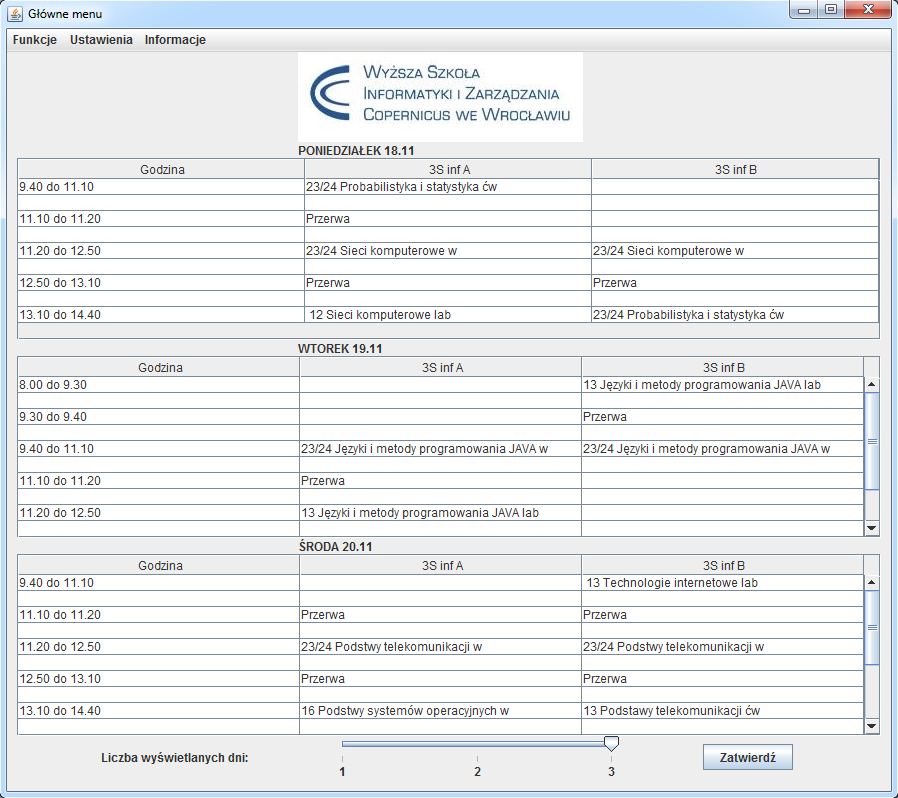 Główne menu
Funkcje Ustawienia Informacje
Wyższa Szkoła
Informatyki i Zarządzania
Copernicus we Wrocławiu
PONIEDZIAŁEK 18.11
Godzina 3S inf A 3S inf B
9.40 do 11.10 23/24 Probabilistyka i statystyka ćw
11.10 do 11.20 Przerwa
11.20 do 12.50 23/24 Sieci komputerowe w 23/24 Sieci komputerowe w
12.50 do 13.10 Przerwa Przerwa
13.10 do 14.40 12 Sieci komputerowe lab 23/24 Probabilistyka i statystyka ćw
WTOREK 19.11
Godzina 3S inf A 3S inf B
8.00 do 9.30 13 Języki i metody programowania JAVA lab
9.30 do 9.40 Przerwa
9.40 do 11.10 23/24 Języki i metody programowania JAVA w 23/24 Języki i metody programowania JAVA w
11.10 do 11.20 Przerwa
11.20 do 12.50 13 Języki i metody programowania JAVA lab
ŚRODA 20.11
Godzina 3S inf A 3S inf B
9.40 do 11.10 13 Technologie internetowe lab
11.10 do 11.20 Przerwa Przerwa
11.20 do 12.50 23/24 Podstwy telekomunikacji w 23/24 Podstwy telekomunikacji w
12.50 do 13.10 Przerwa Przerwa
13.10 do 14.40 16 Podstwy systemów operacyjnych w 13 Podstawy telekomunikacji ćw
Liczba wyświetlanych dni: Zatwierdź
1 2 3